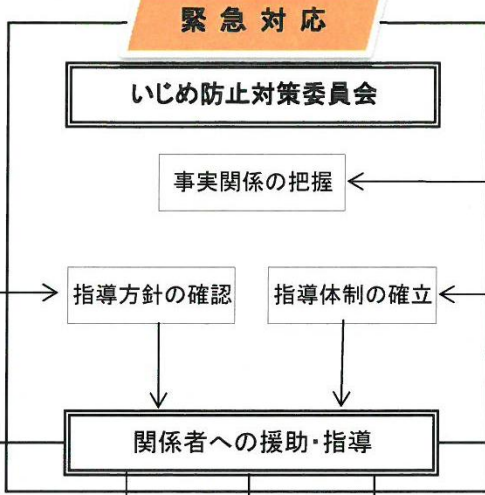 緊急対応
いじめ防止対策委員会
事実関係の把握
指導方針の確認
指導体制の確立
関係者への援助・指導